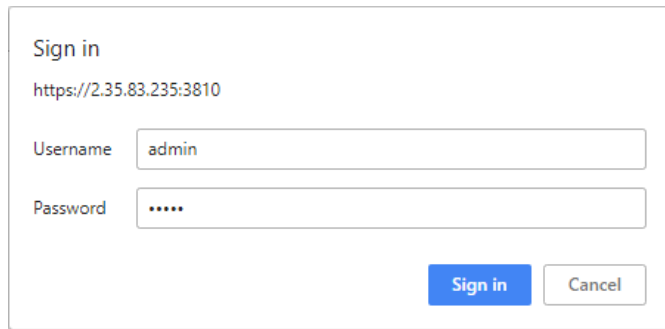 Sign in
https://2.35.83.235:3810
Username admin
Password •••••
Sign in Cancel